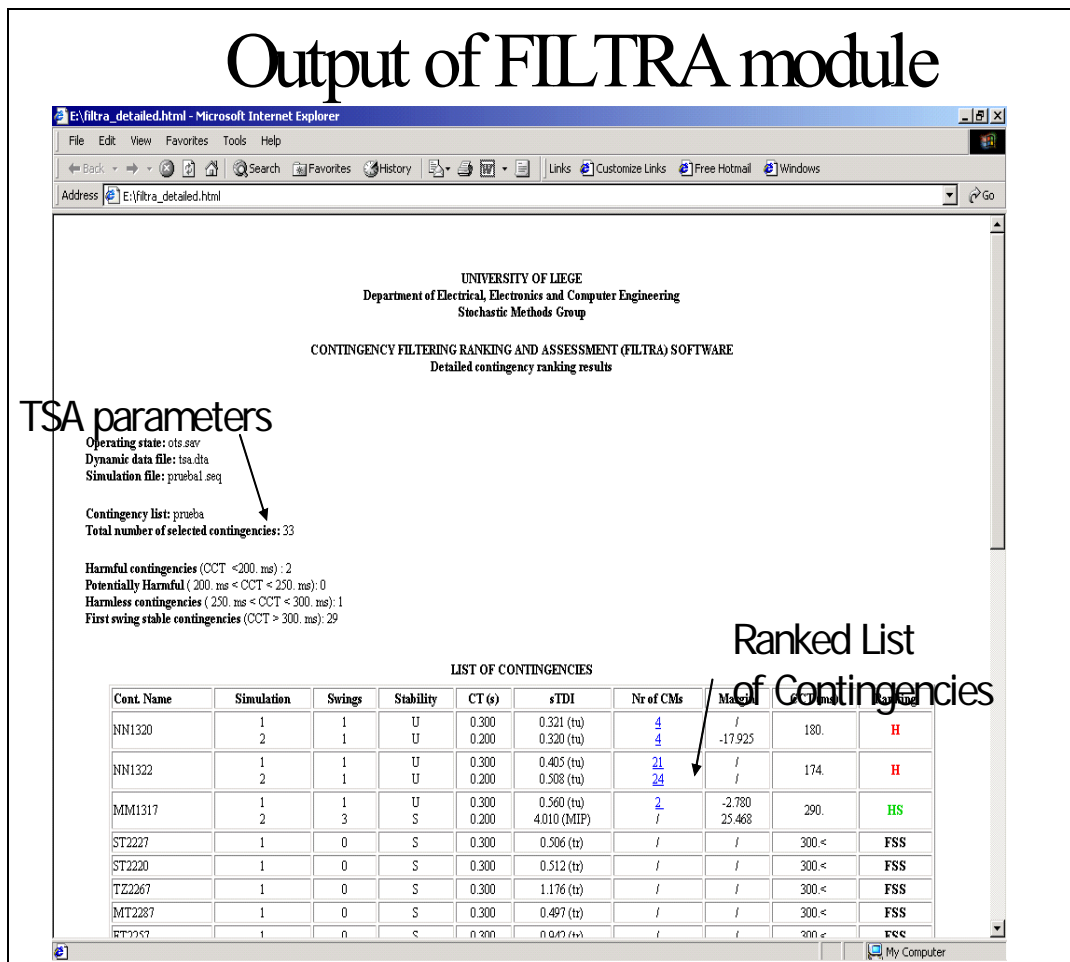 Output of FILTRA module
E:\filtra_detailed.html - Microsoft Internet Explorer
File Edit View Favorites Tools Help
Back Search Favorites History Links Customize Links Free Hotmail Windows
Address E:\filtra_detailed.html Go
UNIVERSITY OF LIEGE
Department of Electrical, Electronics and Computer Engineering
Stochastic Methods Group
CONTINGENCY FILTERING RANKING AND ASSESSMENT (FILTRA) SOFTWARE
Detailed contingency ranking results
TSA parameters
Operating state: ots.sav
Dynamic data file: tsa.dta
Simulation file: prueba1.seq
Contingency list: prueba
Total number of selected contingencies: 33
Harmful contingencies (CCT <200. ms) : 2
Potentially Harmful ( 200. ms < CCT < 250. ms): 0
Harmless contingencies ( 250. ms < CCT < 300. ms): 1
First swing stable contingencies (CCT > 300. ms): 29
Ranked List
of Contingencies
LIST OF CONTINGENCIES
Cont. Name Simulation Swings Stability CT (s) sTDI Nr of CMs Margin CCT (ms) Ranking
NN1320 1 1 U 0.300 0.321 (tu) 4 / 180. H
2 1 U 0.200 0.320 (tu) 4 -17.925
NN1322 1 1 U 0.300 0.405 (tu) 21 / 174. H
2 1 U 0.200 0.508 (tu) 24 /
MM1317 1 1 U 0.300 0.560 (tu) 2 -2.780 290. HS
2 3 S 0.200 4.010 (MIP) / 25.468
ST2227 1 0 S 0.300 0.506 (tr) / / 300.< FSS
ST2220 1 0 S 0.300 0.512 (tr) / / 300.< FSS
TZ2267 1 0 S 0.300 1.176 (tr) / / 300.< FSS
MT2287 1 0 S 0.300 0.497 (tr) / / 300.< FSS
ET2257 1 0 S 0.300 0.942 (tr) / / 300.< FSS
My Computer